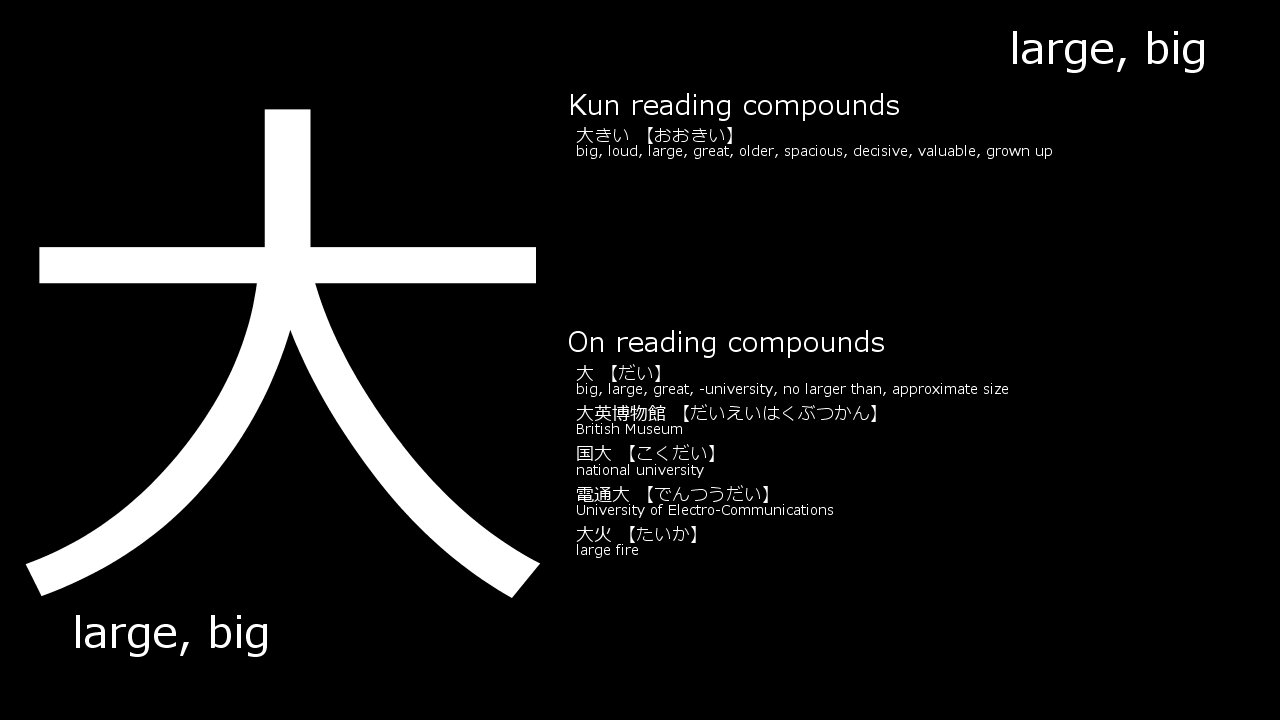 large, big
大
Kun reading compounds
大きい 【おおきい】
big, loud, large, great, older, spacious, decisive, valuable, grown up
On reading compounds
大 【だい】
big, large, great, -university, no larger than, approximate size
大英博物館 【だいえいはくぶつかん】
British Museum
国大 【こくだい】
national university
電通大 【でんつうだい】
University of Electro-Communications
大火 【たいか】
large fire
large, big